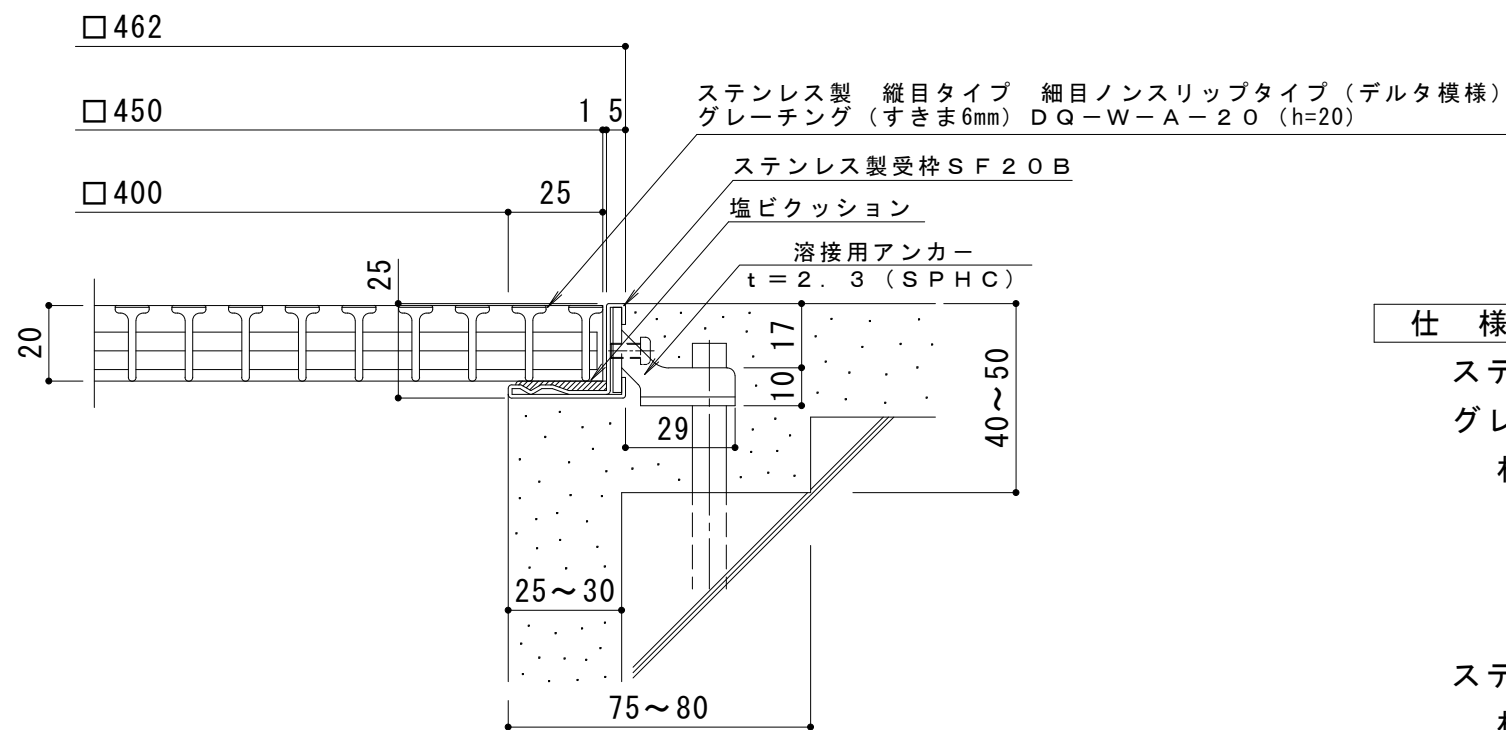 □462
□450
1 5
ステンレス製 縦目タイプ 細目ノンスリップタイプ(デルタ模様)
グレーチング(すきま6mm)DQ-W-A-20(h=20)
ステンレス製受枠SF20B
□400
25
塩ビクッション
溶接用アンカー
t=2.3(SPHC)
25
20
17
10
29
40~50
25~30
75~80
仕 様
ステ
グレ
ステ